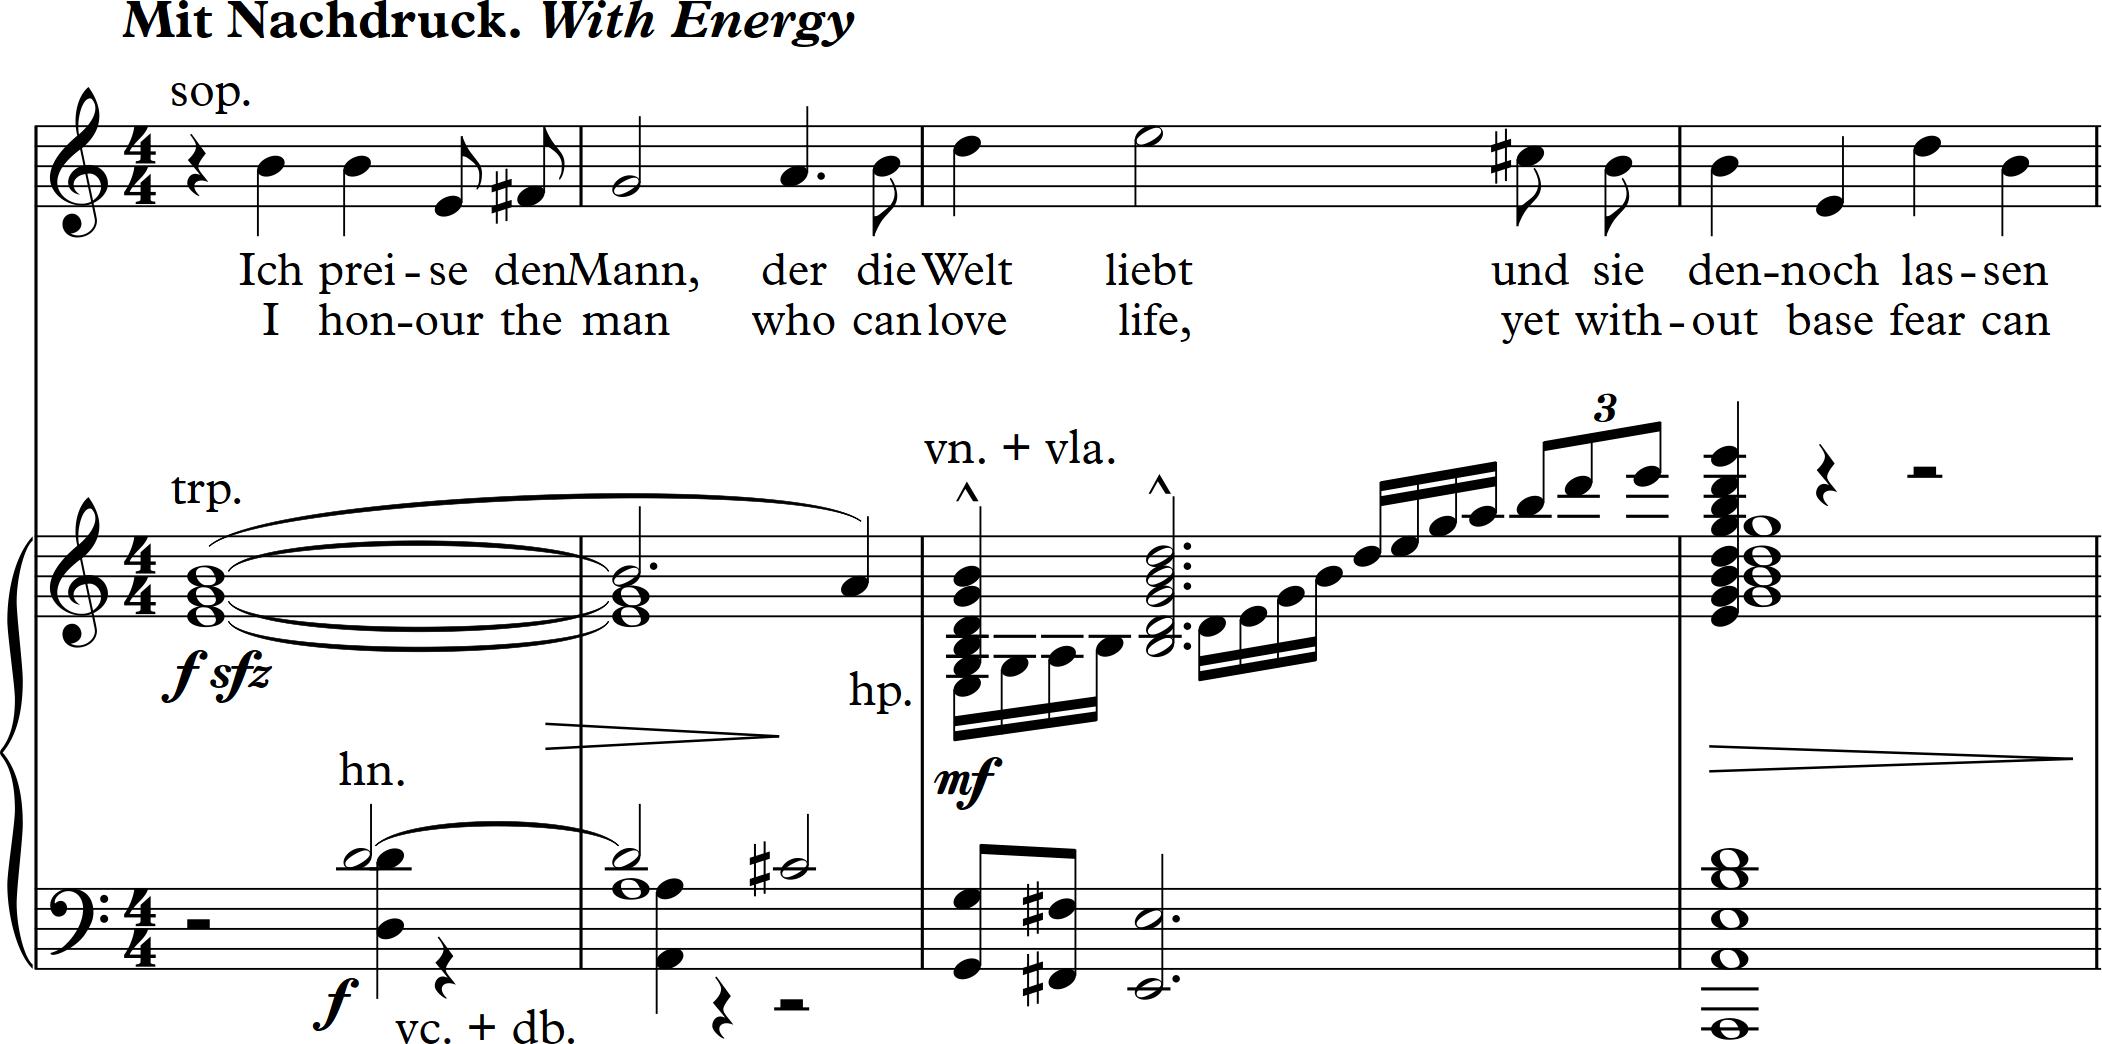 Mit Nachdruck. With Energy
sop.
Ich prei-se den Mann, der die Welt liebt und sie den-noch las-sen
I hon-our the man who can love life, yet with-out base fear can
3
vn. + vla.
trp.
f sfz
hp.
hn.
mf
f
vc. + db.